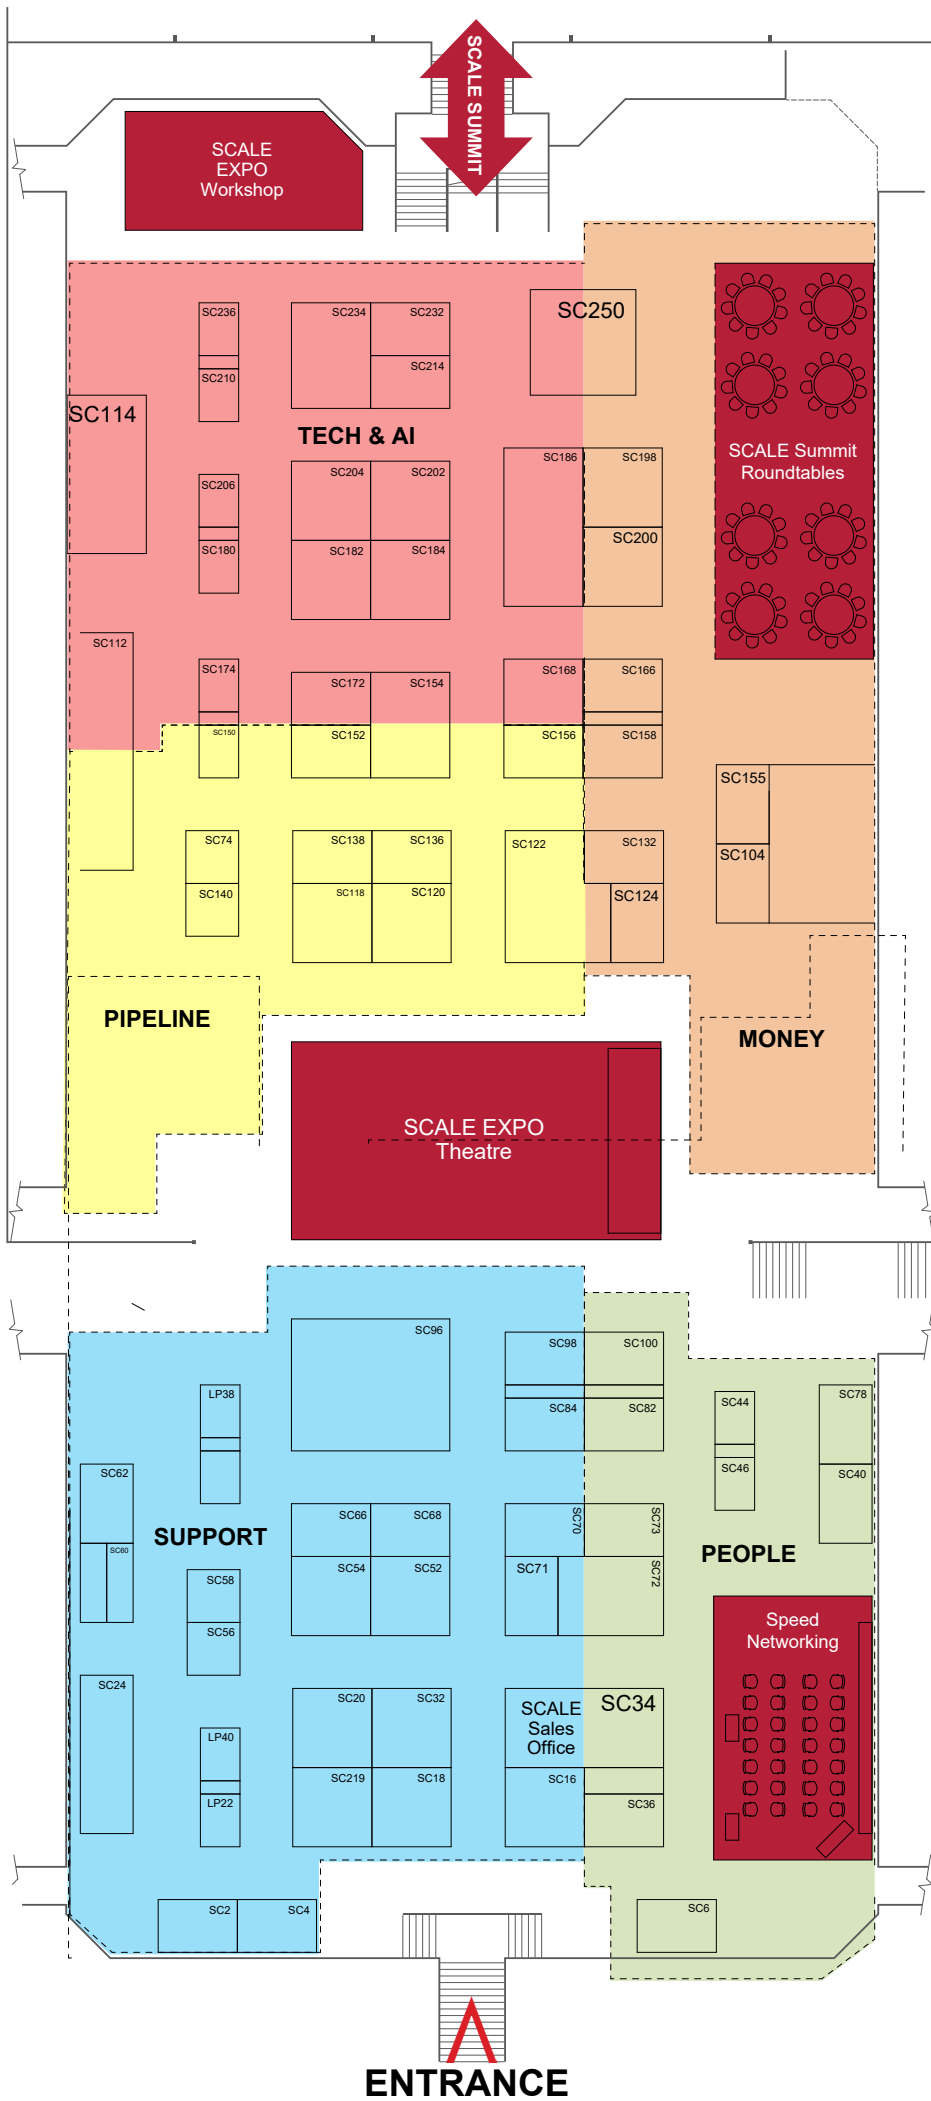 SCALE SUMMIT
SCALE
EXPO
Workshop
SC236
SC234
SC232
SC250
SC210
SC214
SC114
TECH & AI
SCALE Summit
Roundtables
SC206
SC204
SC202
SC186
SC198
SC180
SC182
SC184
SC200
SC112
SC174
SC172
SC154
SC168
SC166
SC150
SC152
SC156
SC158
SC155
SC74
SC138
SC136
SC122
SC132
SC104
SC140
SC118
SC120
SC124
PIPELINE
MONEY
SCALE EXPO
Theatre
SC96
SC98
SC100
LP38
SC84
SC82
SC44
SC78
SC62
SC46
SC40
SC66
SC68
SC70
SC73
SUPPORT
PEOPLE
SC60
SC54
SC52
SC71
SC72
SC58
SC56
Speed
Networking
SC24
SC20
SC32
SCALE
Sales
Office
SC34
LP40
SC219
SC18
SC16
LP22
SC36
SC2
SC4
SC6
ENTRANCE